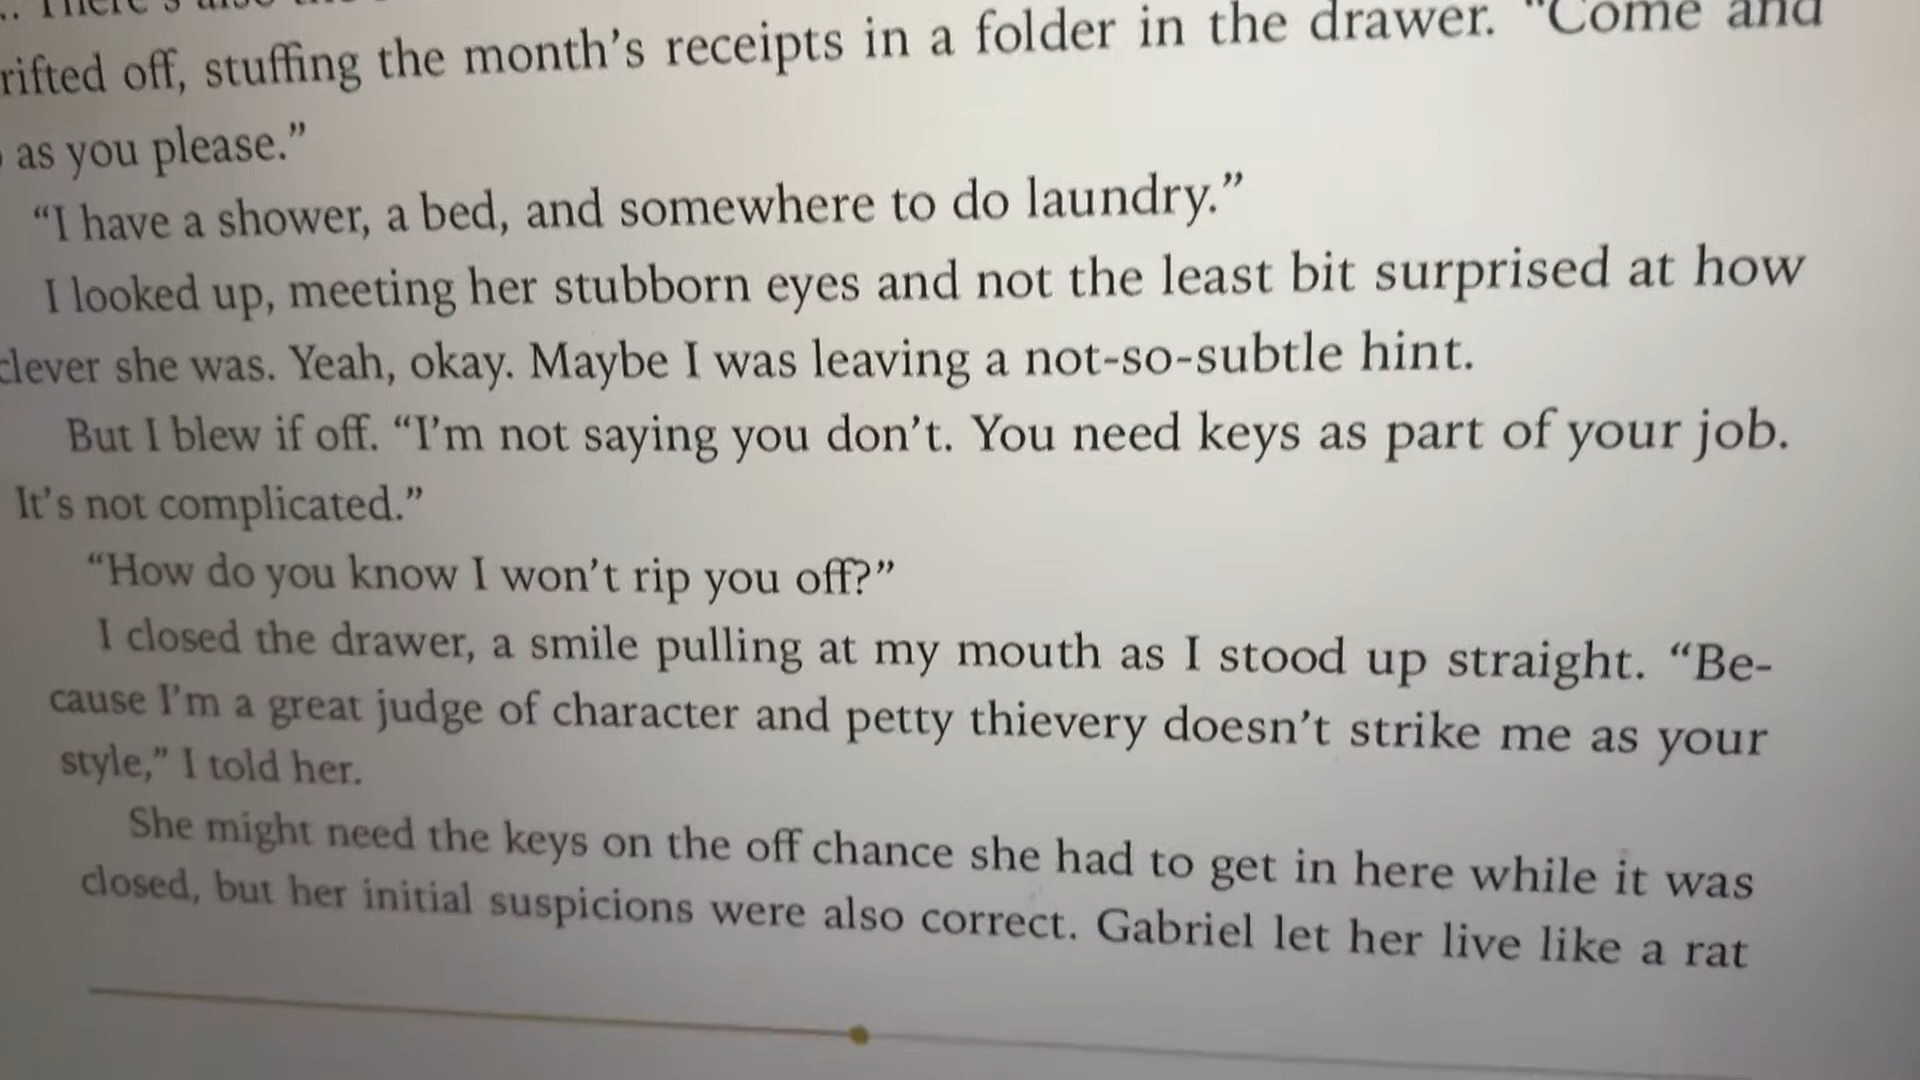 .. There's also the
rifted off, stuffing the month's receipts in a folder in the drawer. "Come and
as you please."
"I have a shower, a bed, and somewhere to do laundry."
I looked up, meeting her stubborn eyes and not the least bit surprised at how
clever she was. Yeah, okay. Maybe I was leaving a not-so-subtle hint.
But I blew if off. "I'm not saying you don't. You need keys as part of your job.
It's not complicated."
"How do you know I won't rip you off?"
I closed the drawer, a smile pulling at my mouth as I stood up straight. "Be-
cause I'm a great judge of character and petty thievery doesn't strike me as your
style," I told her.
She might need the keys on the off chance she had to get in here while it was
closed, but her initial suspicions were also correct. Gabriel let her live like a rat